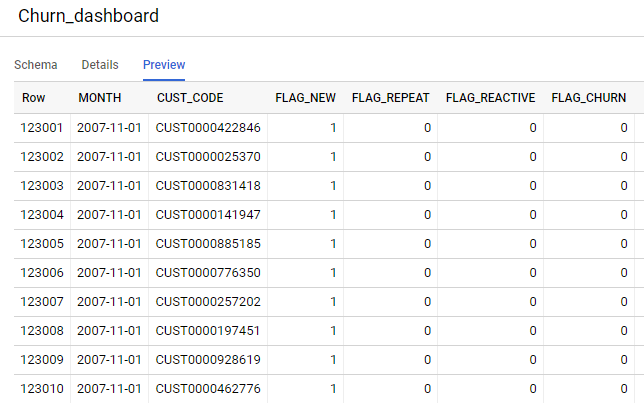 Churn_dashboard
Schema Details Preview
Row MONTH CUST_CODE FLAG_NEW FLAG_REPEAT FLAG_REACTIVE FLAG_CHURN
123001 2007-11-01 CUST0000422846 1 0 0 0
123002 2007-11-01 CUST0000025370 1 0 0 0
123003 2007-11-01 CUST0000831418 1 0 0 0
123004 2007-11-01 CUST0000141947 1 0 0 0
123005 2007-11-01 CUST0000885185 1 0 0 0
123006 2007-11-01 CUST0000776350 1 0 0 0
123007 2007-11-01 CUST0000257202 1 0 0 0
123008 2007-11-01 CUST0000197451 1 0 0 0
123009 2007-11-01 CUST0000928619 1 0 0 0
123010 2007-11-01 CUST0000462776 1 0 0 0